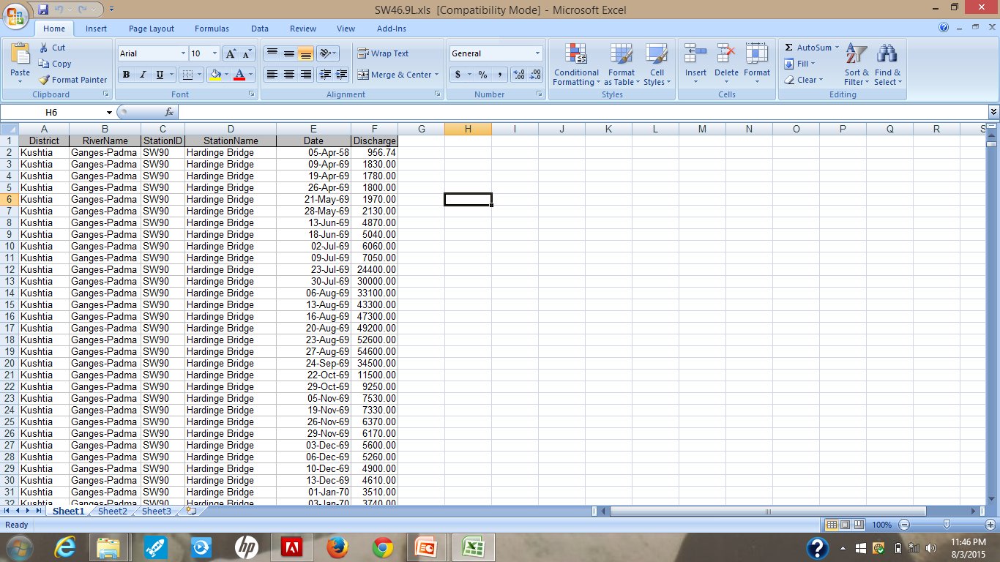 SW46.9L.xls [Compatibility Mode] - Microsoft Excel
Home Insert Page Layout Formulas Data Review View Add-Ins
Paste Cut Copy Format Painter Clipboard
Arial 10 B I U A A A Font
Wrap Text Merge & Center Alignment
General $ % , Number
Conditional Formatting Format as Table Cell Styles Styles
Insert Delete Format Cells
Σ AutoSum Fill Clear Sort & Filter Find & Select Editing
H6 fx
A B C D E F G H I J K L M N O P Q R S
1 District RiverName StationID StationName Date Discharge
2 Kushtia Ganges-Padma SW90 Hardinge Bridge 05-Apr-58 956.74
3 Kushtia Ganges-Padma SW90 Hardinge Bridge 09-Apr-69 1830.00
4 Kushtia Ganges-Padma SW90 Hardinge Bridge 19-Apr-69 1780.00
5 Kushtia Ganges-Padma SW90 Hardinge Bridge 26-Apr-69 1800.00
6 Kushtia Ganges-Padma SW90 Hardinge Bridge 21-May-69 1970.00
7 Kushtia Ganges-Padma SW90 Hardinge Bridge 28-May-69 2130.00
8 Kushtia Ganges-Padma SW90 Hardinge Bridge 13-Jun-69 4870.00
9 Kushtia Ganges-Padma SW90 Hardinge Bridge 18-Jun-69 5040.00
10 Kushtia Ganges-Padma SW90 Hardinge Bridge 02-Jul-69 6060.00
11 Kushtia Ganges-Padma SW90 Hardinge Bridge 09-Jul-69 7050.00
12 Kushtia Ganges-Padma SW90 Hardinge Bridge 23-Jul-69 24400.00
13 Kushtia Ganges-Padma SW90 Hardinge Bridge 30-Jul-69 30000.00
14 Kushtia Ganges-Padma SW90 Hardinge Bridge 06-Aug-69 33100.00
15 Kushtia Ganges-Padma SW90 Hardinge Bridge 13-Aug-69 43300.00
16 Kushtia Ganges-Padma SW90 Hardinge Bridge 16-Aug-69 47300.00
17 Kushtia Ganges-Padma SW90 Hardinge Bridge 20-Aug-69 49200.00
18 Kushtia Ganges-Padma SW90 Hardinge Bridge 23-Aug-69 52600.00
19 Kushtia Ganges-Padma SW90 Hardinge Bridge 27-Aug-69 54600.00
20 Kushtia Ganges-Padma SW90 Hardinge Bridge 24-Sep-69 34500.00
21 Kushtia Ganges-Padma SW90 Hardinge Bridge 22-Oct-69 11500.00
22 Kushtia Ganges-Padma SW90 Hardinge Bridge 29-Oct-69 9250.00
23 Kushtia Ganges-Padma SW90 Hardinge Bridge 05-Nov-69 7530.00
24 Kushtia Ganges-Padma SW90 Hardinge Bridge 19-Nov-69 7330.00
25 Kushtia Ganges-Padma SW90 Hardinge Bridge 26-Nov-69 6370.00
26 Kushtia Ganges-Padma SW90 Hardinge Bridge 29-Nov-69 6170.00
27 Kushtia Ganges-Padma SW90 Hardinge Bridge 03-Dec-69 5600.00
28 Kushtia Ganges-Padma SW90 Hardinge Bridge 06-Dec-69 5260.00
29 Kushtia Ganges-Padma SW90 Hardinge Bridge 10-Dec-69 4900.00
30 Kushtia Ganges-Padma SW90 Hardinge Bridge 13-Dec-69 4610.00
31 Kushtia Ganges-Padma SW90 Hardinge Bridge 01-Jan-70 3510.00
32 Kushtia Ganges-Padma SW90 Hardinge Bridge 03-Jan-70 3740.00
Sheet1 Sheet2 Sheet3
Ready 100%
hp 11:46 PM
8/3/2015